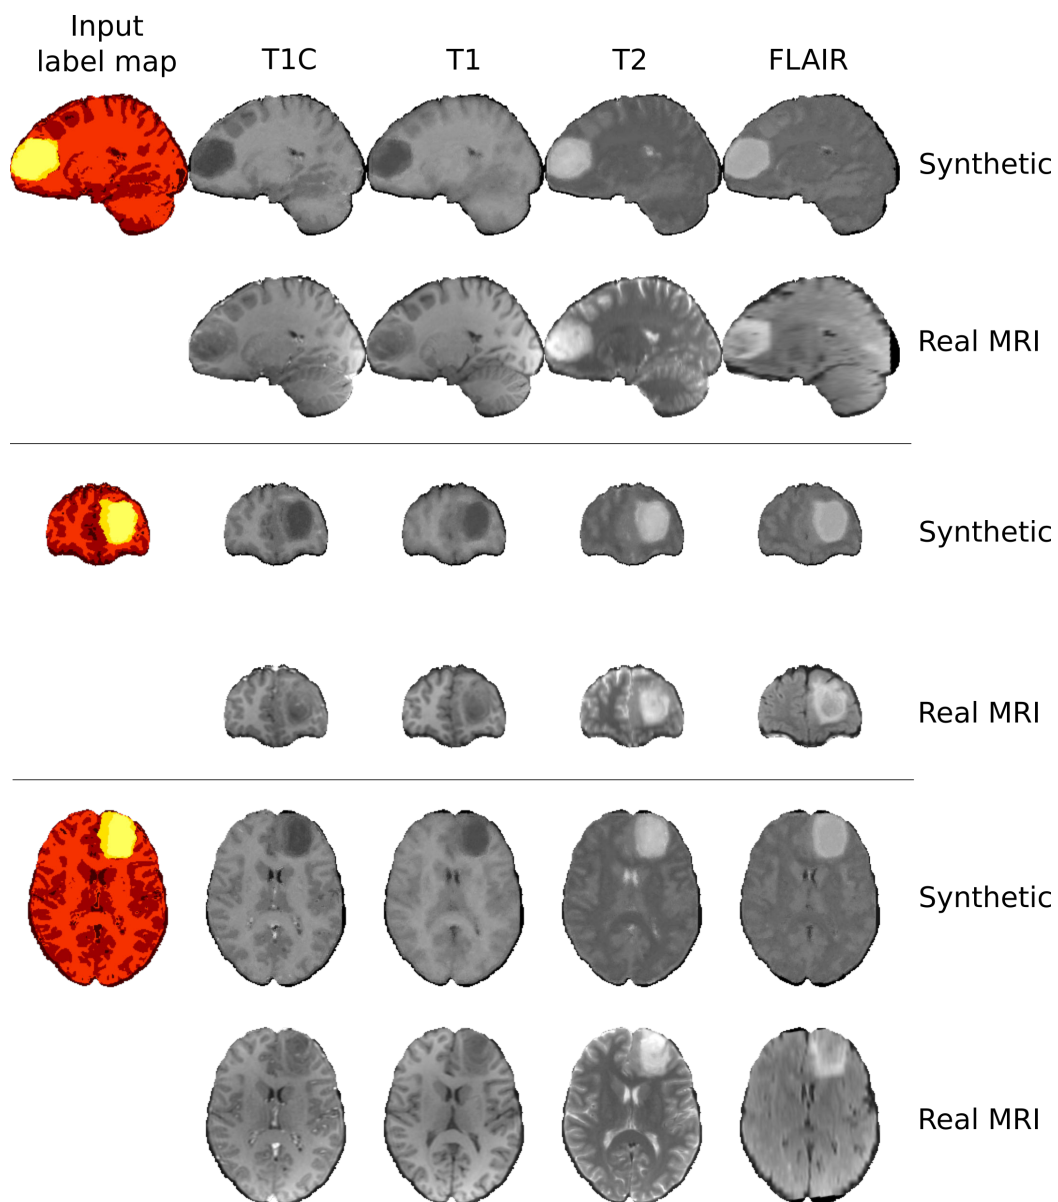 Input
label map
T1C
T1
T2
FLAIR
Synthetic
Real MRI
Synthetic
Real MRI
Synthetic
Real MRI